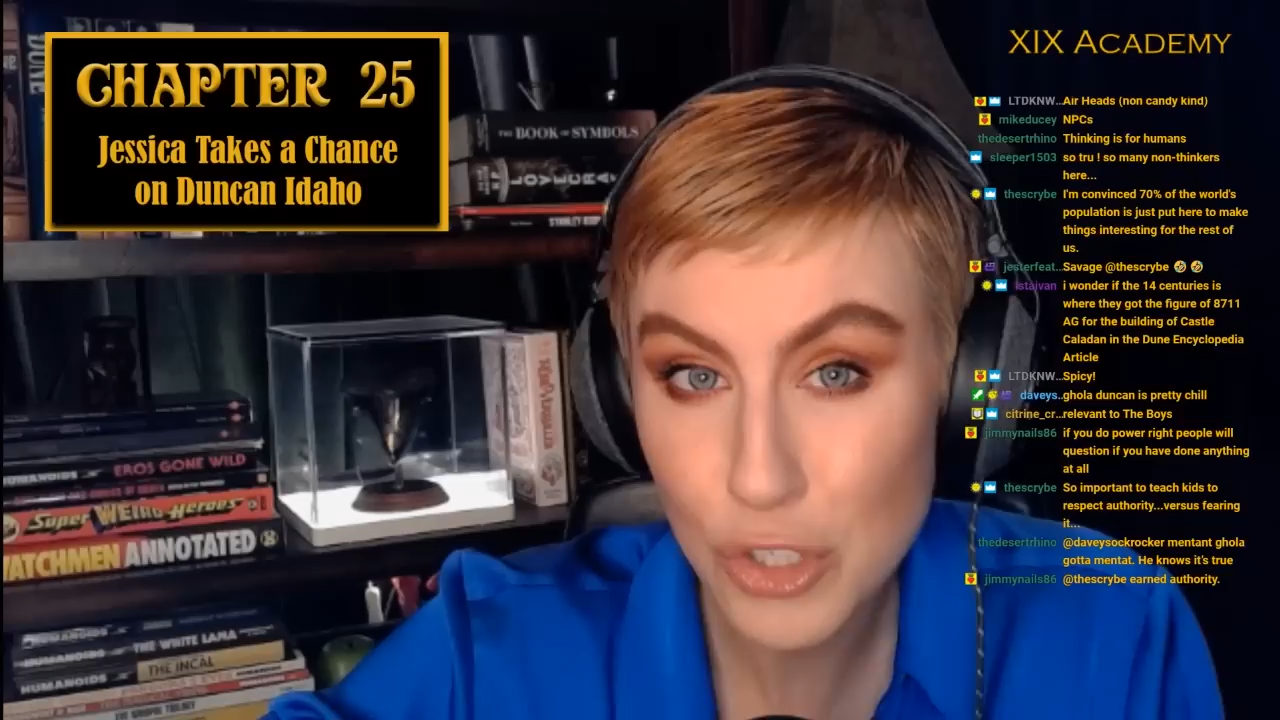 CHAPTER 25
Jessica Takes a Chance
on Duncan Idaho
DUNE
THE BOOK OF SYMBOLS
LOVECRA
HUMANOIDS
EROS GONE WILD
Super WEIRD Heroes
WATCHMEN ANNOTATED
HUMANOIDS
HUMANOIDS
THE WHITE LAMA
HUMANOIDS
THE INCAL
XIX ACADEMY
LTDKNW... Air Heads (non candy kind)
mikeducey NPCs
thedesertrhino Thinking is for humans
sleeper1503 so tru ! so many non-thinkers
here...
thescrybe I'm convinced 70% of the world's
population is just put here to make
things interesting for the rest of
us.
jesterfeat... Savage @thescrybe 🤣 🤣
istaivan i wonder if the 14 centuries is
where they got the figure of 8711
AG for the building of Castle
Caladan in the Dune Encyclopedia
Article
LTDKNW... Spicy!
daveys.. ghola duncan is pretty chill
citrine_cr... relevant to The Boys
jimmynails86 if you do power right people will
question if you have done anything
at all
thescrybe So important to teach kids to
respect authority...versus fearing
it...
thedesertrhino @daveysockrocker mentant ghola
gotta mentat. He knows it's true
jimmynails86 @thescrybe earned authority.